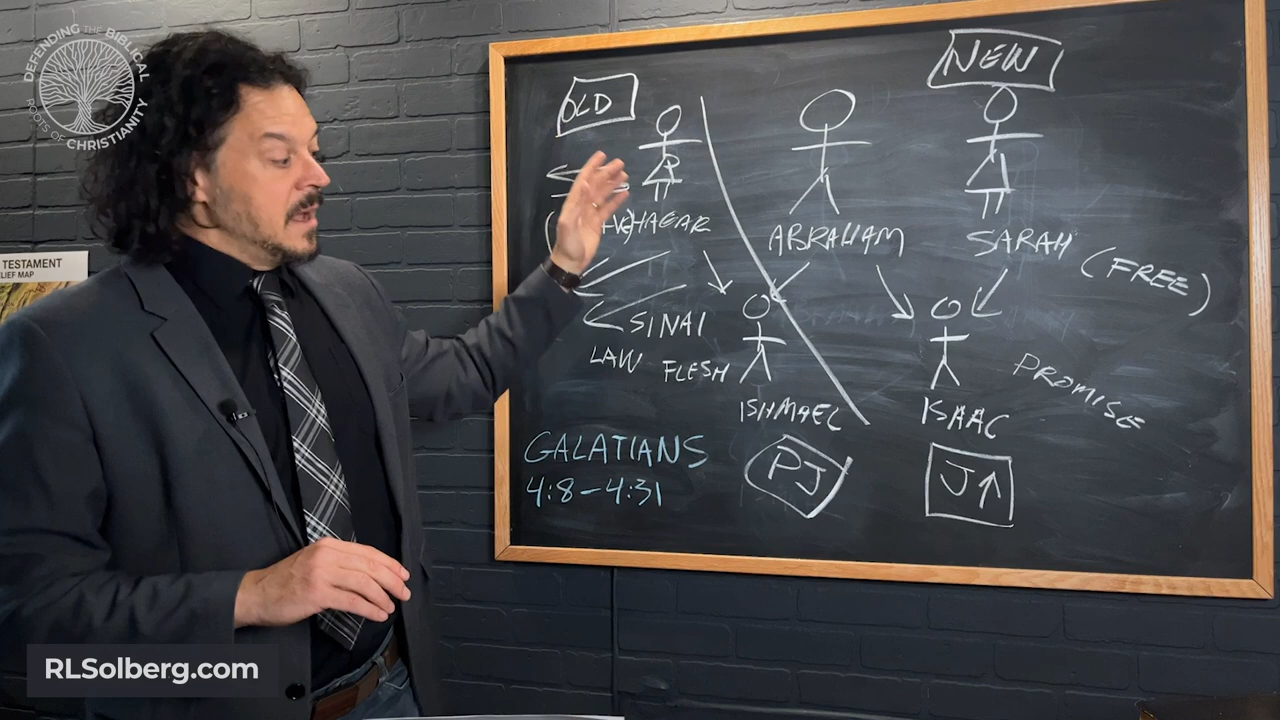 DEFENDING THE BIBLICAL
ROOTS OF CHRISTIANITY
TESTAMENT
LIEF MAP
OLD
NEW
HAGAR
ABRAHAM
SARAH
(FREE)
SINAI
LAW
FLESH
PROMISE
ISHMAEL
ISAAC
GALATIANS
4:8-4:31
PJ
J↑
RLSolberg.com